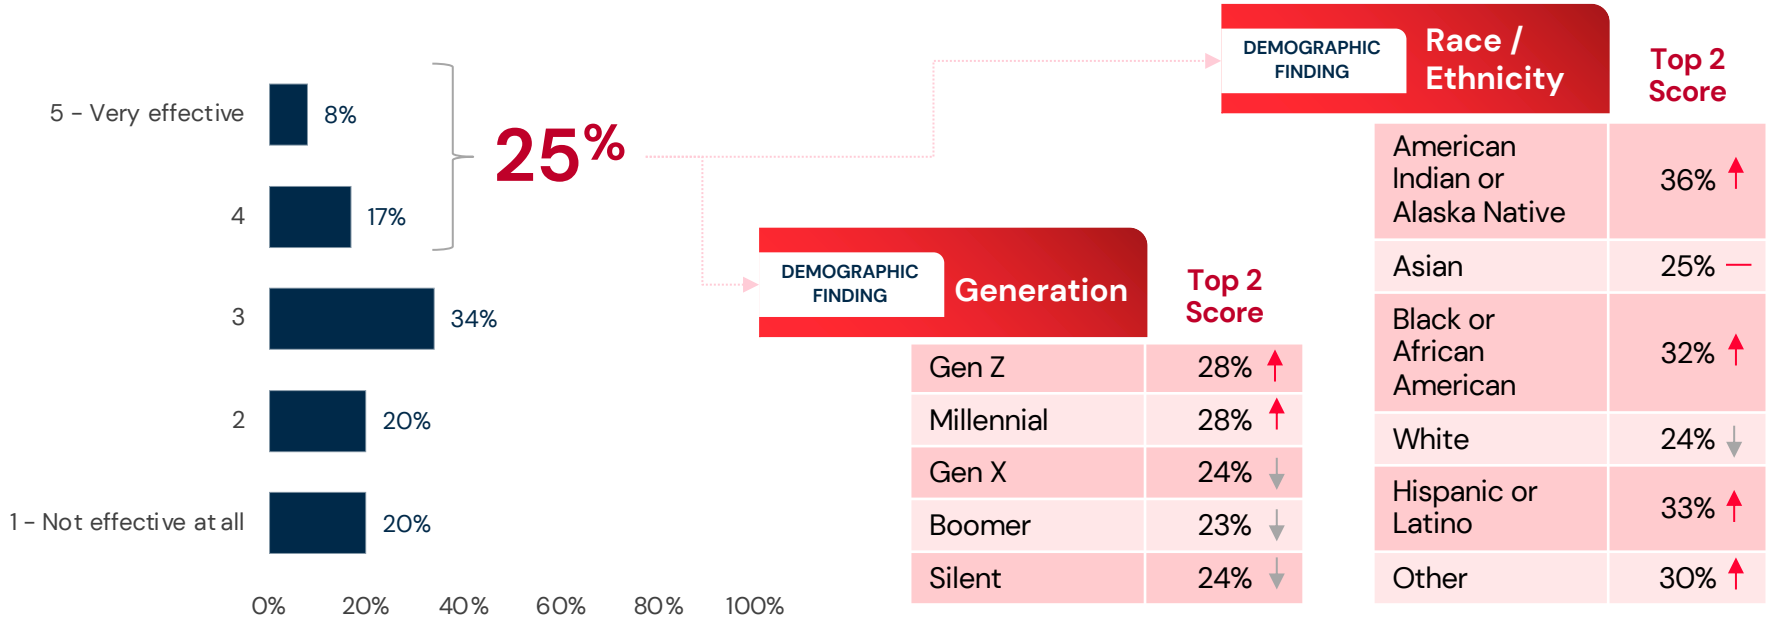 5 – Very effective
8%
4
17%
3
34%
2
20%
1 – Not effective at all
20%
0% 20% 40% 60% 80% 100%
25%
DEMOGRAPHIC
FINDING
Generation
Top 2
Score
Gen Z 28%
Millennial 28%
Gen X 24%
Boomer 23%
Silent 24%
DEMOGRAPHIC
FINDING
Race /
Ethnicity
Top 2
Score
American
Indian or
Alaska Native
36%
Asian 25%
Black or
African
American
32%
White 24%
Hispanic or
Latino
33%
Other 30%